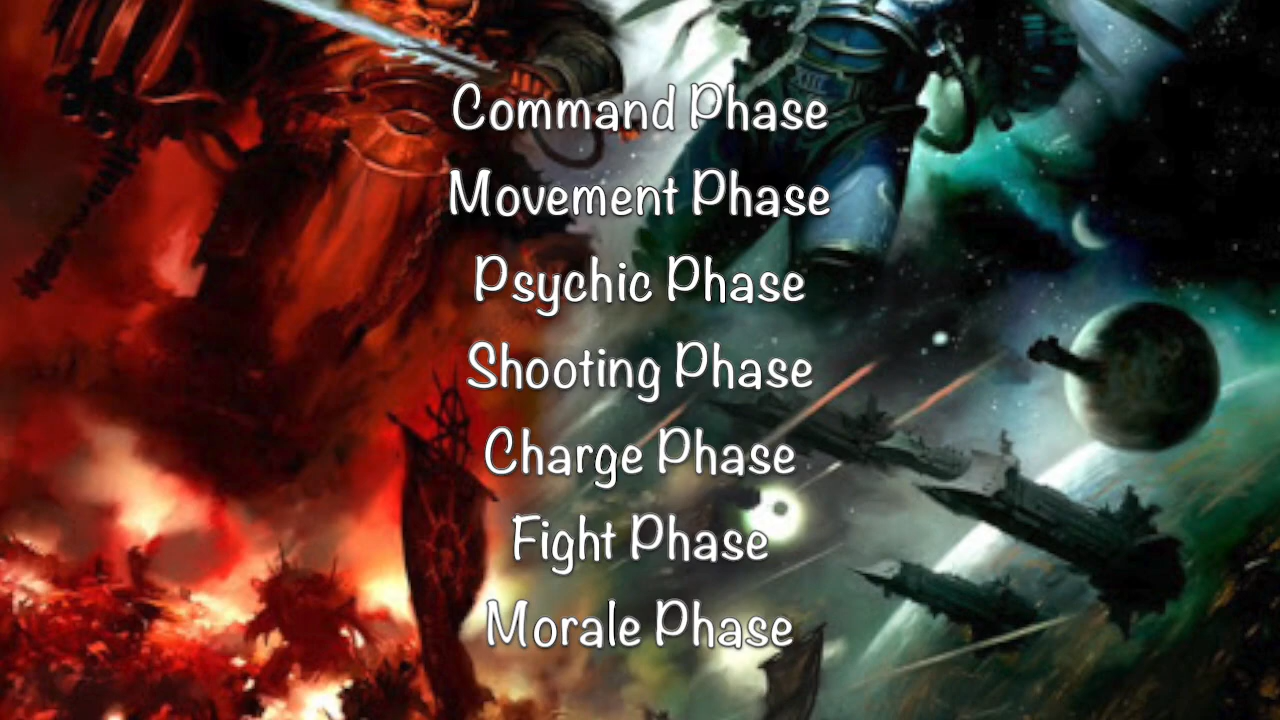 Command Phase
Movement Phase
Psychic Phase
Shooting Phase
Charge Phase
Fight Phase
Morale Phase